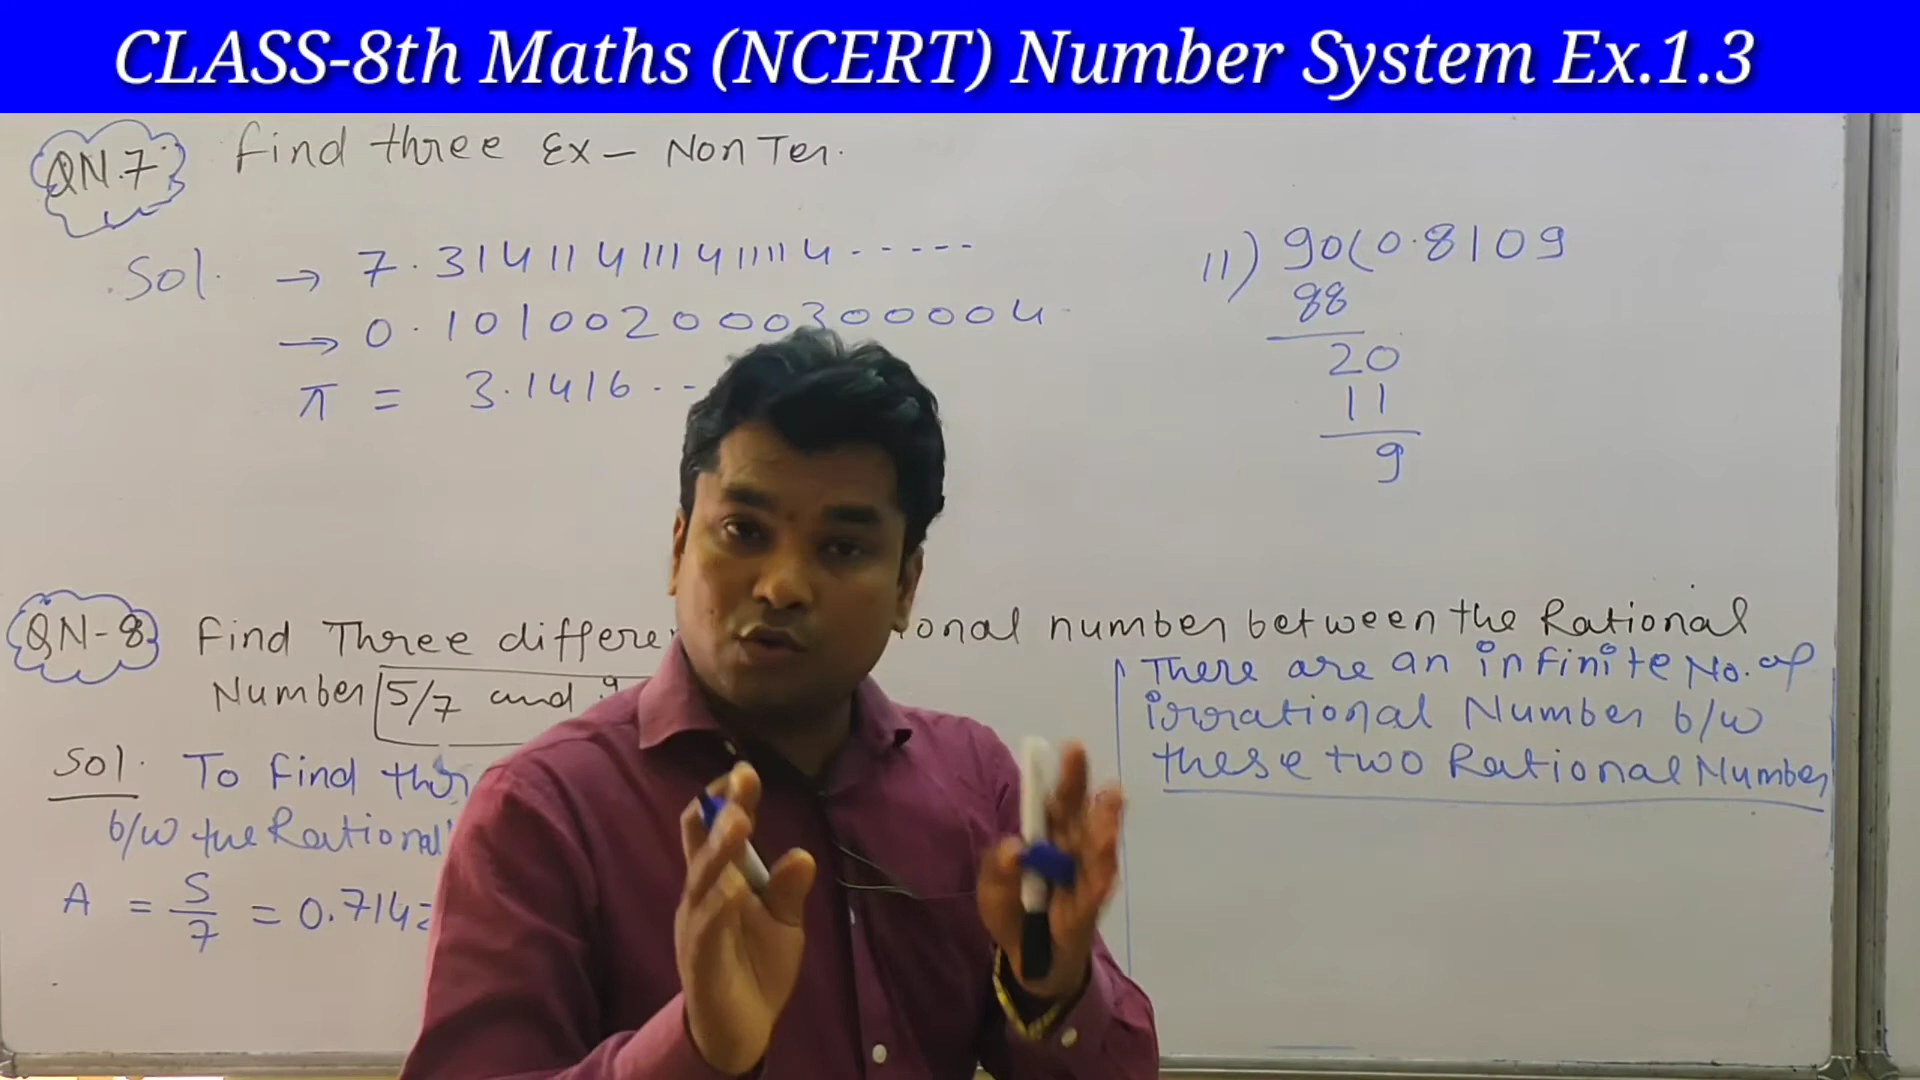 CLASS-8th Maths (NCERT) Number System Ex.1.3
QN.7 Find three Ex - Non Ter.
Sol. → 7.314114111411114-----
→ 0.101002000300004
π = 3.1416..--
11)90(0.8109
88
20
11
9
QN-8 Find Three onal number between the Rational
Number 5/7 and
There are an infinite No. of
irrational Number b/w
these two Rational Number
Sol. To Find
b/w the Rational
A = 5/7 = 0.714